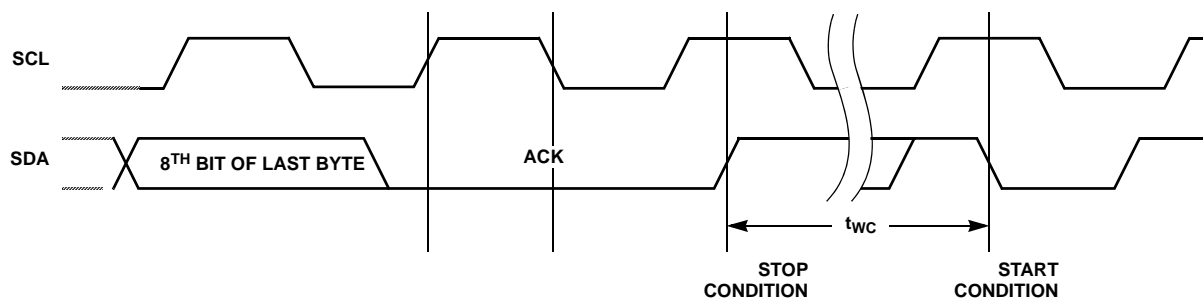 SCL
SDA
8TH BIT OF LAST BYTE
ACK
tWC
STOP
CONDITION
START
CONDITION